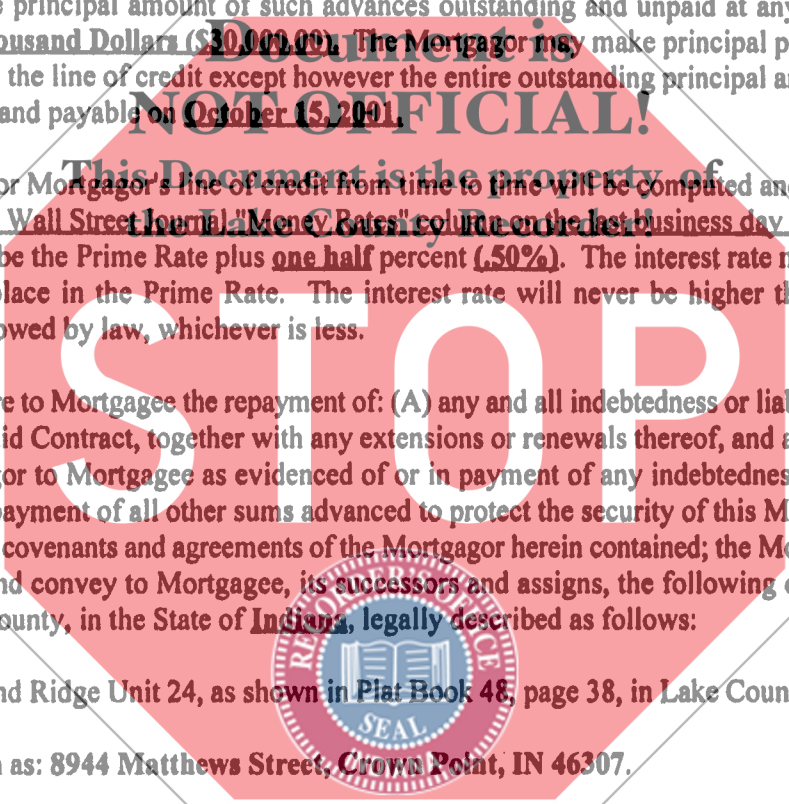 principal amount of such advances outstanding and unpaid at any
ousand Dollars ($30,000.00). The Mortgagor may make principal p
Document is
the line of credit except however the entire outstanding principal a
and payable on October 15, 2001.
NOT OFFICIAL!
or Mortgagor's line of credit from time to time will be computed an
This Document is the property of
Wall Street Journal "Money Rates" column on the last business day
the Lake County Recorder!
be the Prime Rate plus one half percent (.50%). The interest rate
place in the Prime Rate. The interest rate will never be higher th
owed by law, whichever is less.
STOP
re to Mortgagee the repayment of: (A) any and all indebtedness or lia
id Contract, together with any extensions or renewals thereof, and a
gor to Mortgagee as evidenced of or in payment of any indebtednes
payment of all other sums advanced to protect the security of this M
covenants and agreements of the Mortgagor herein contained; the Mo
nd convey to Mortgagee, its successors and assigns, the following
ounty, in the State of Indiana, legally described as follows:
nd Ridge Unit 24, as shown in Plat Book 48, page 38, in Lake Coun
RECORDER'S OFFICE
SEAL
n as: 8944 Matthews Street, Crown Point, IN 46307.